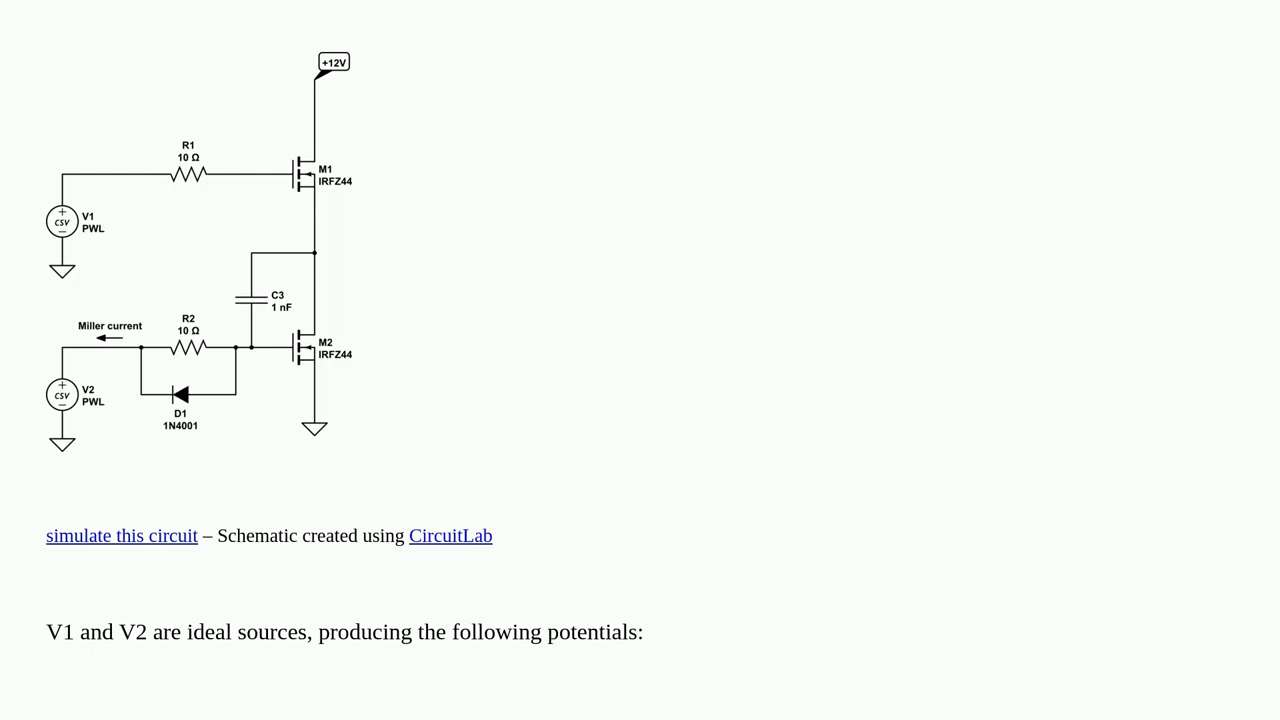 +12V
R1
10 Ω
M1
IRFZ44
CSV
V1
PWL
C3
1 nF
Miller current
R2
10 Ω
M2
IRFZ44
CSV
V2
PWL
D1
1N4001
simulate this circuit – Schematic created using CircuitLab
V1 and V2 are ideal sources, producing the following potentials: